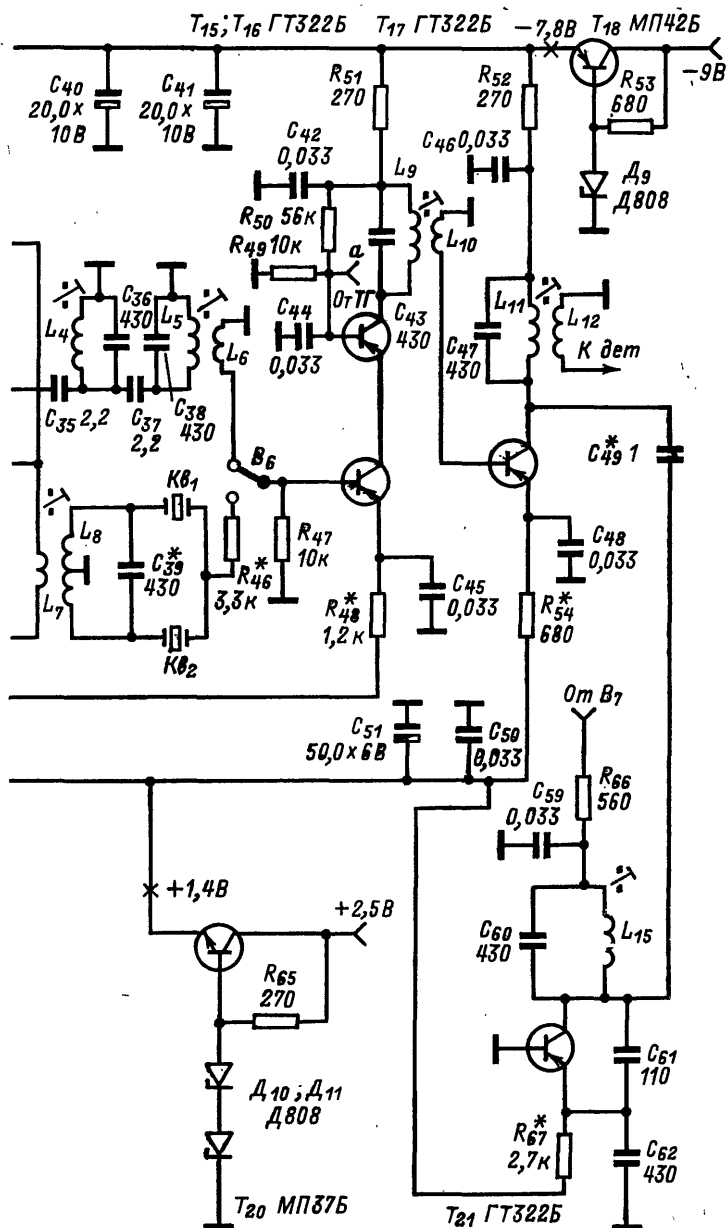 T15; T16 ГТ322Б
T17 ГТ322Б
−7,8В
T18 МП42Б
−9В
C40
20,0×
10В
C41
20,0×
10В
R51
270
R52
270
R53
680
C42
0,033
C46 0,033
Д9
Д808
L9
R50 56к
L10
R49 10к
а
От ТГ
C36
430
L4
L5
L6
C44
0,033
C43
430
L11
L12
C47
430
К дет
C35 2,2
C37
2,2
C38
430
C49* 1
В6
Кв1
L8
L7
C39*
430
R46*
3,3к
R47
10к
C48
0,033
C45
0,033
R48*
1,2к
R54*
680
Кв2
От В7
C51
50,0×6В
C50
0,033
R66
560
C59
0,033
+1,4В
+2,5В
C60
430
L15
R65
270
C61
110
Д10; Д11
Д808
R67*
2,7к
C62
430
T20 МП37Б
T21 ГТ322Б